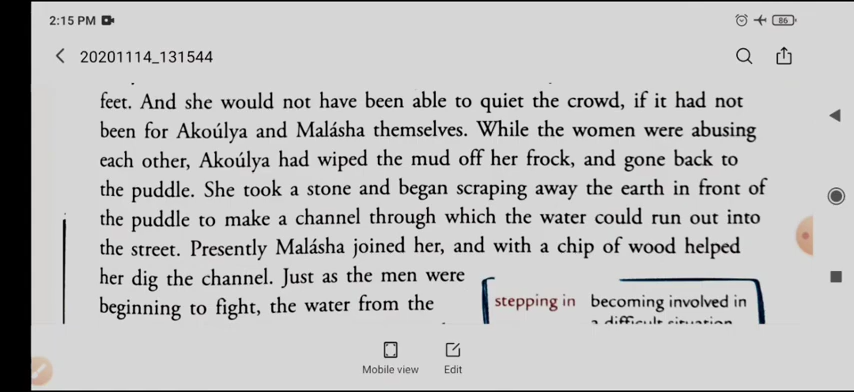 2:15 PM
86
20201114_131544
feet. And she would not have been able to quiet the crowd, if it had not
been for Akoúlya and Malásha themselves. While the women were abusing
each other, Akoúlya had wiped the mud off her frock, and gone back to
the puddle. She took a stone and began scraping away the earth in front of
the puddle to make a channel through which the water could run out into
the street. Presently Malásha joined her, and with a chip of wood helped
her dig the channel. Just as the men were
beginning to fight, the water from the
stepping in becoming involved in
a difficult situation
Mobile view
Edit